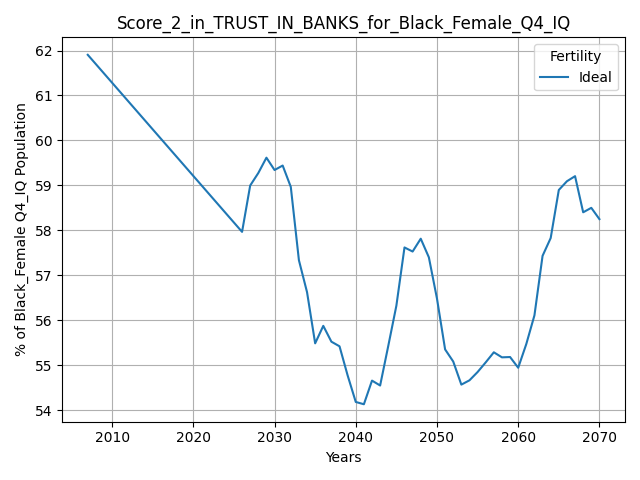 Score_2_in_TRUST_IN_BANKS_for_Black_Female_Q4_IQ
Fertility
Ideal
% of Black_Female Q4_IQ Population
62
61
60
59
58
57
56
55
54
2010 2020 2030 2040 2050 2060 2070
Years